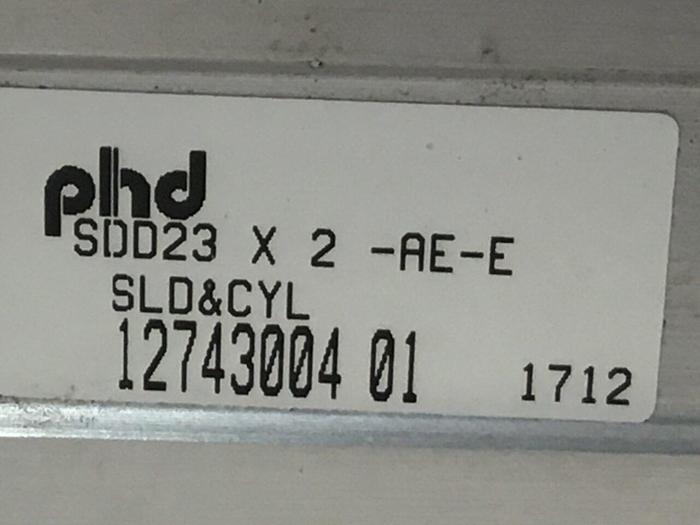 phd
SDD23 X 2 -AE-E
SLD&CYL
12743004 01 1712